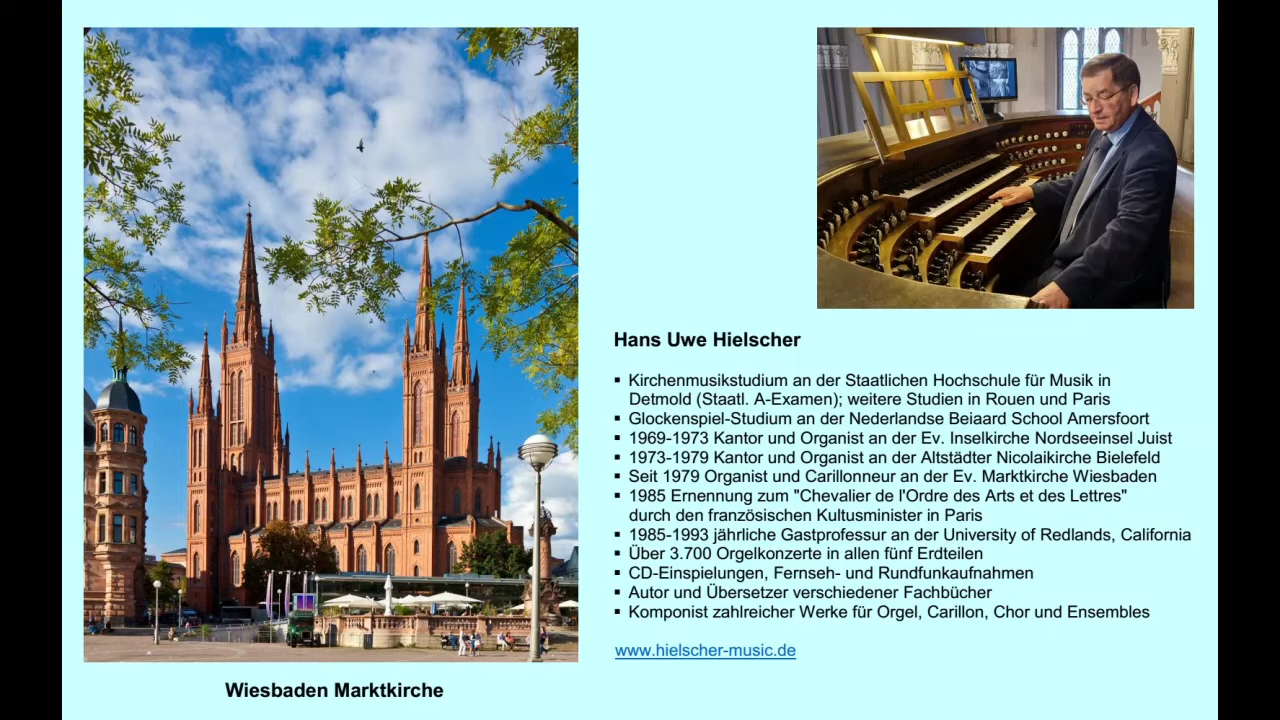 Hans Uwe Hielscher
▪ Kirchenmusikstudium an der Staatlichen Hochschule für Musik in
Detmold (Staatl. A-Examen); weitere Studien in Rouen und Paris
▪ Glockenspiel-Studium an der Nederlandse Beiaard School Amersfoort
▪ 1969-1973 Kantor und Organist an der Ev. Inselkirche Nordseeinsel Juist
▪ 1973-1979 Kantor und Organist an der Altstädter Nicolaikirche Bielefeld
▪ Seit 1979 Organist und Carillonneur an der Ev. Marktkirche Wiesbaden
▪ 1985 Ernennung zum "Chevalier de l'Ordre des Arts et des Lettres"
durch den französischen Kultusminister in Paris
▪ 1985-1993 jährliche Gastprofessur an der University of Redlands, California
▪ Über 3.700 Orgelkonzerte in allen fünf Erdteilen
▪ CD-Einspielungen, Fernseh- und Rundfunkaufnahmen
▪ Autor und Übersetzer verschiedener Fachbücher
▪ Komponist zahlreicher Werke für Orgel, Carillon, Chor und Ensembles
www.hielscher-music.de
Wiesbaden Marktkirche